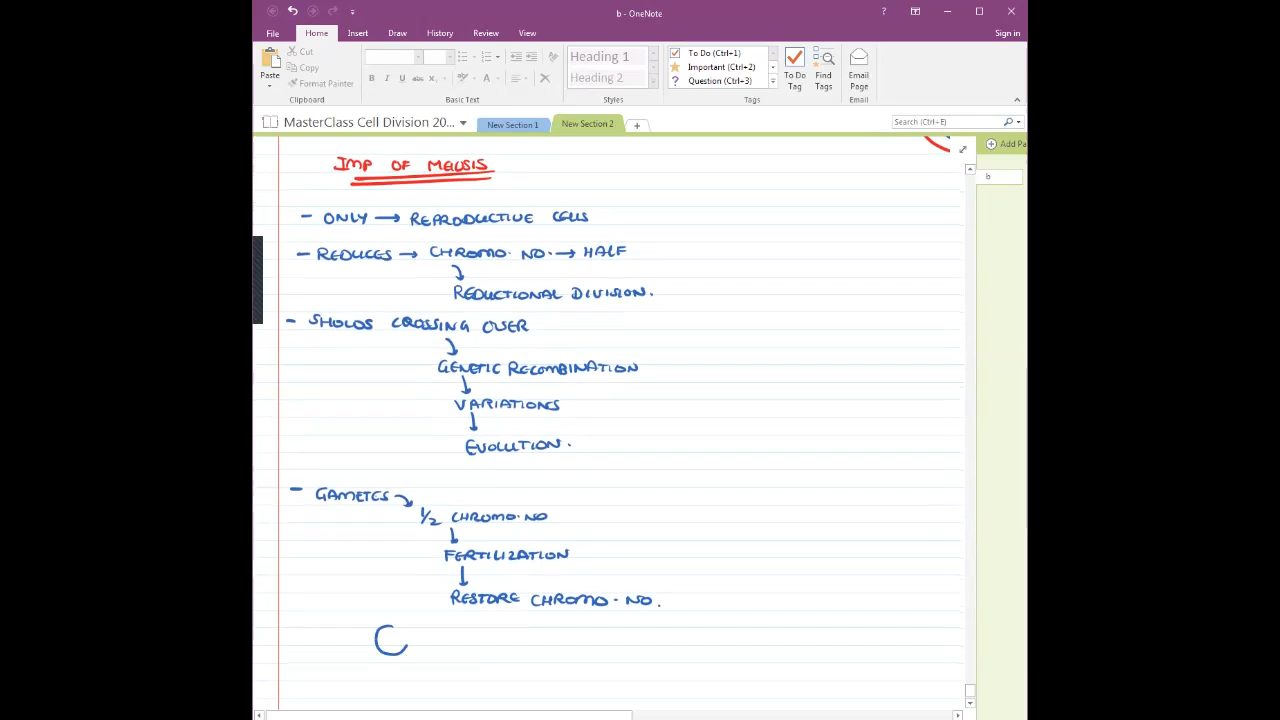 b - OneNote
File Home Insert Draw History Review View Sign in
Paste
Cut
Copy
Format Painter
Clipboard
B I U abc
Basic Text
Heading 1
Heading 2
Styles
To Do (Ctrl+1)
Important (Ctrl+2)
Question (Ctrl+3)
To Do Tag
Find Tags
Tags
Email Page
Email
MasterClass Cell Division 20... New Section 1 New Section 2 Search (Ctrl+E)
Add Pa
b
IMP OF MEIOSIS
- ONLY → REPRODUCTIVE CELLS
- REDUCES → CHROMO. NO. → HALF
REDUCTIONAL DIVISION.
- SHOWS CROSSING OVER
GENETIC RECOMBINATION
VARIATIONS
EVOLUTION.
- GAMETES
1/2 CHROMO. NO
FERTILIZATION
RESTORE CHROMO. NO.
C